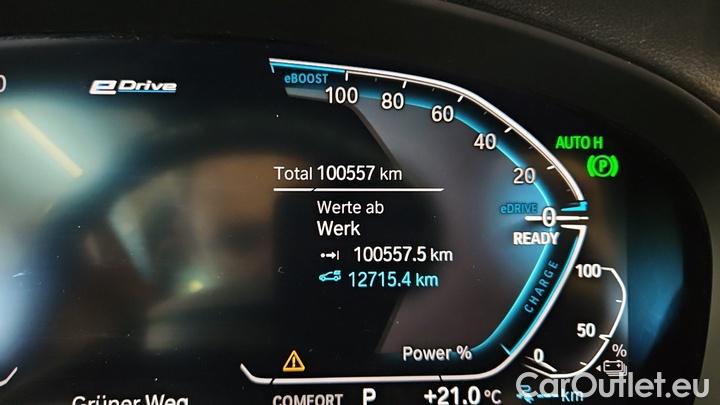 eDrive
eBOOST
100
80
60
40
20
0
AUTO H
P
Total 100557 km
Werte ab
Werk
100557.5 km
12715.4 km
eDRIVE
READY
CHARGE
100
50
0
%
Power %
Grüner Weg
COMFORT P +21.0 °C
km
CarOutlet.eu